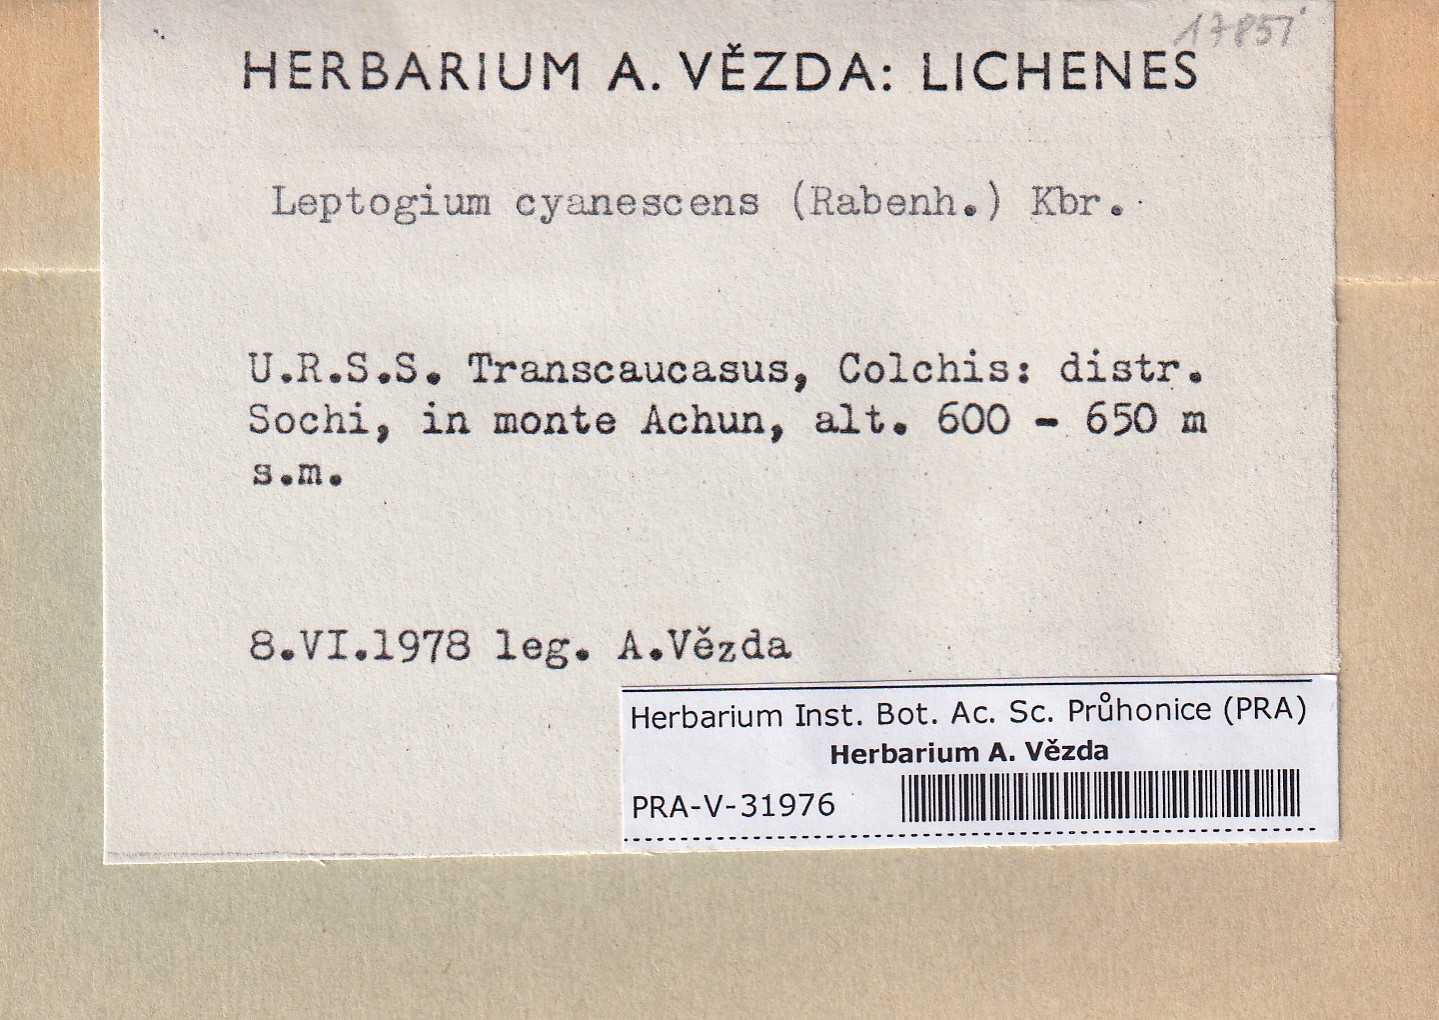 HERBARIUM A. VĚZDA: LICHENES
Leptogium cyanescens (Rabenh.) Kbr.
U.R.S.S. Transcaucasus, Colchis: distr.
Sochi, in monte Achun, alt. 600 - 650 m
s.m.
8.VI.1978 leg. A.Vězda
Herbarium Inst. Bot. Ac. Sc. Průhonice (PRA)
Herbarium A. Vězda
PRA-V-31976